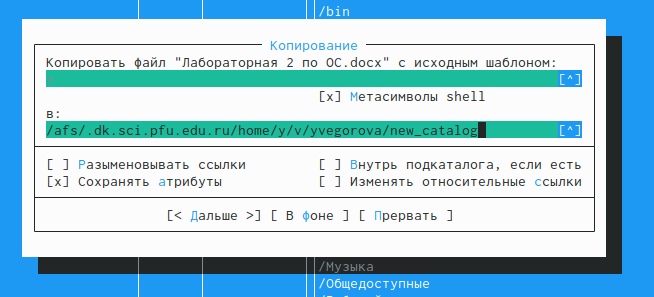 /bin
Копирование
Копировать файл "Лабораторная 2 по ОС.docx" с исходным шаблоном:
[^]
[x] Метасимволы shell
в:
/afs/.dk.sci.pfu.edu.ru/home/y/v/yvegorova/new_catalog [^]
[ ] Разыменовывать ссылки [ ] Внутрь подкаталога, если есть
[x] Сохранять атрибуты [ ] Изменять относительные ссылки
[< Дальше >] [ В фоне ] [ Прервать ]
/Музыка
/Общедоступные